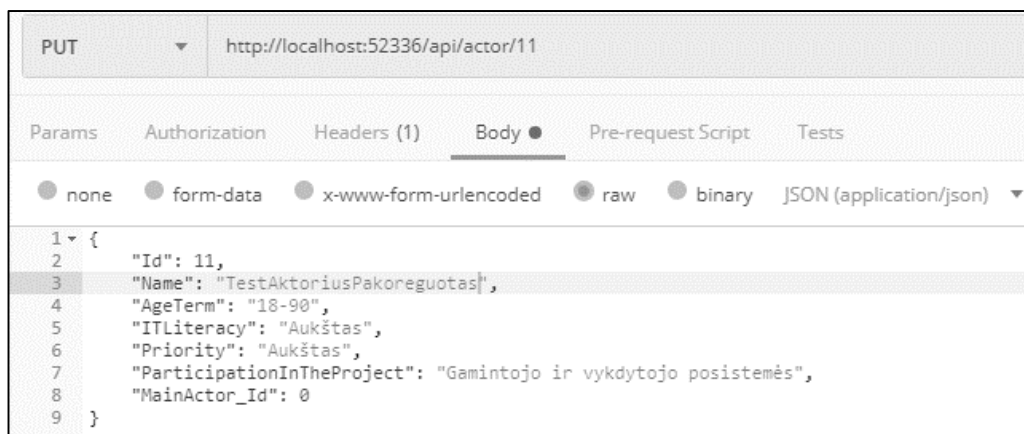 PUT http://localhost:52336/api/actor/11
Params Authorization Headers (1) Body Pre-request Script Tests
none form-data x-www-form-urlencoded raw binary JSON (application/json)
1 {
2 "Id": 11,
3 "Name": "TestAktoriusPakoreguotas",
4 "AgeTerm": "18-90",
5 "ITLiteracy": "Aukštas",
6 "Priority": "Aukštas",
7 "ParticipationInTheProject": "Gamintojo ir vykdytojo posistemės",
8 "MainActor_Id": 0
9 }